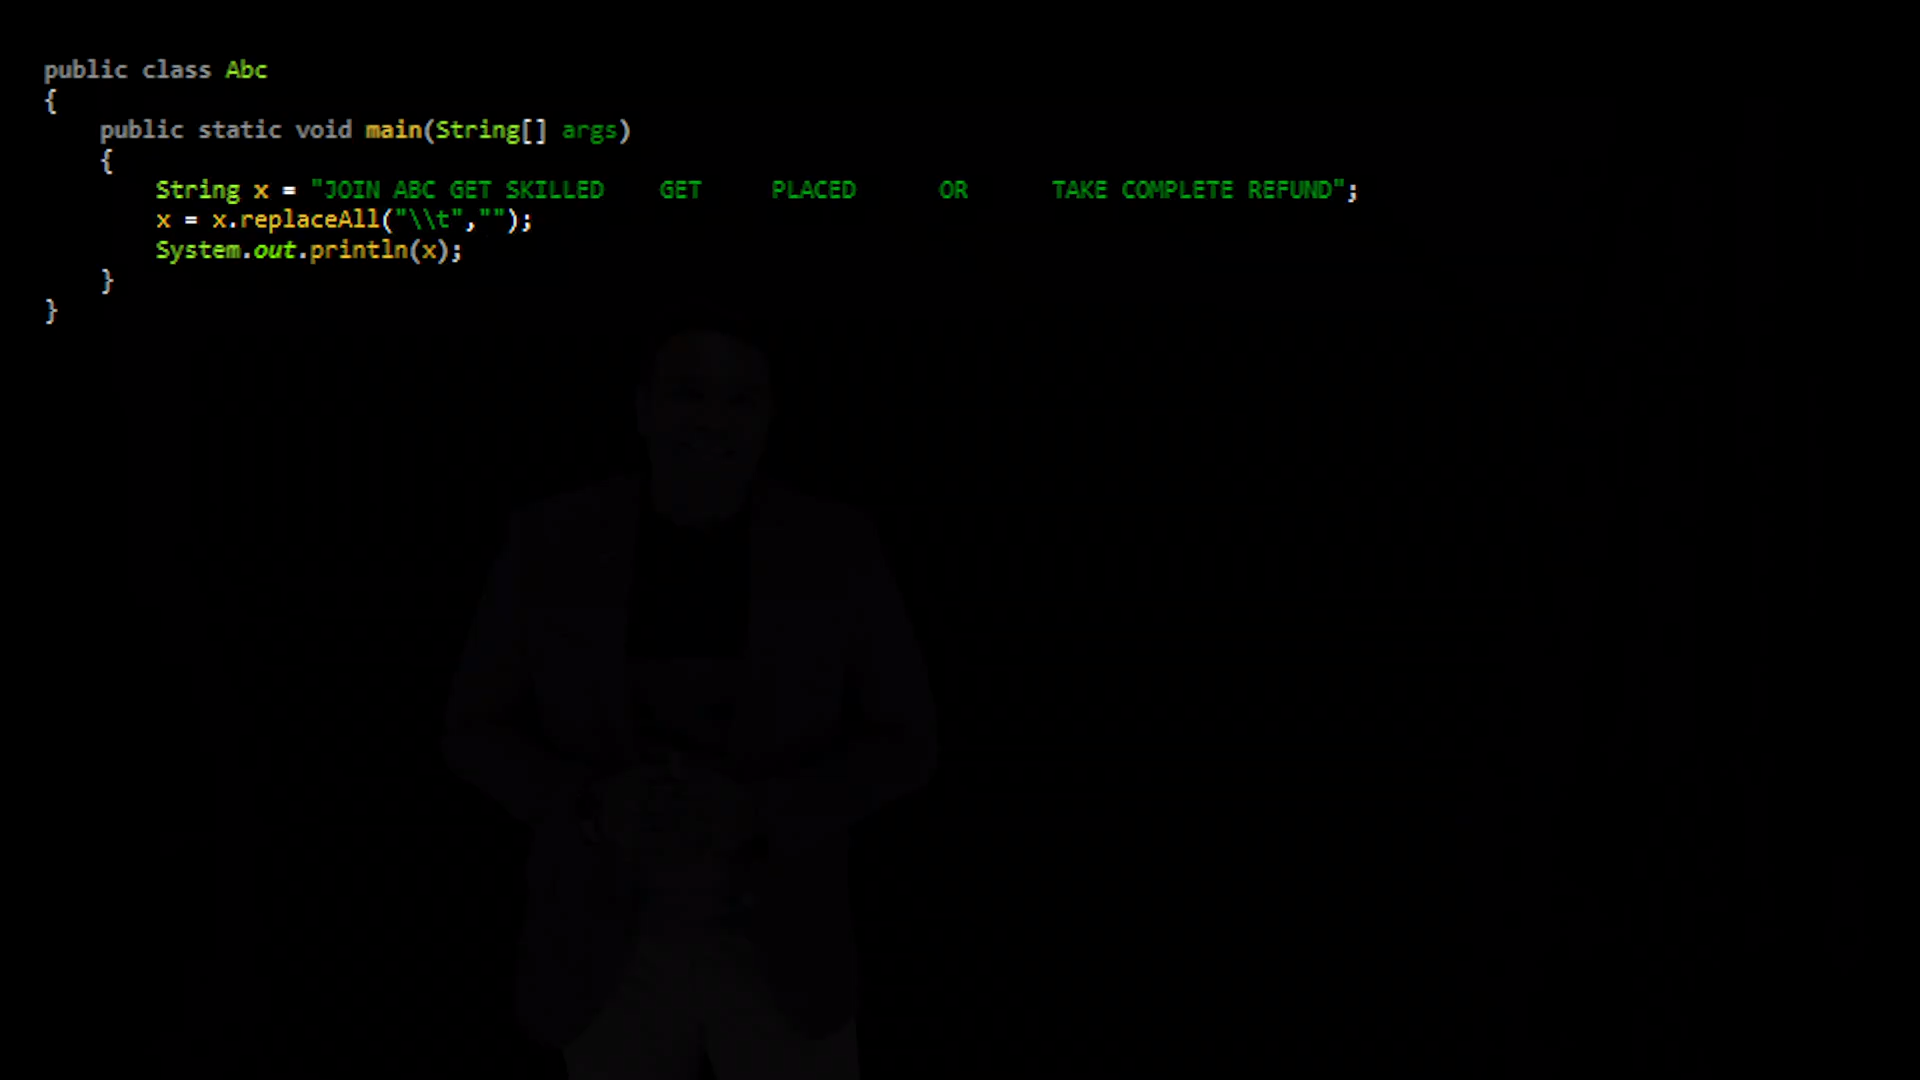 public class Abc
{
    public static void main(String[] args)
    {
        String x = "JOIN ABC GET SKILLED    GET     PLACED      OR      TAKE COMPLETE REFUND";
        x = x.replaceAll("\\t","");
        System.out.println(x);
    }
}